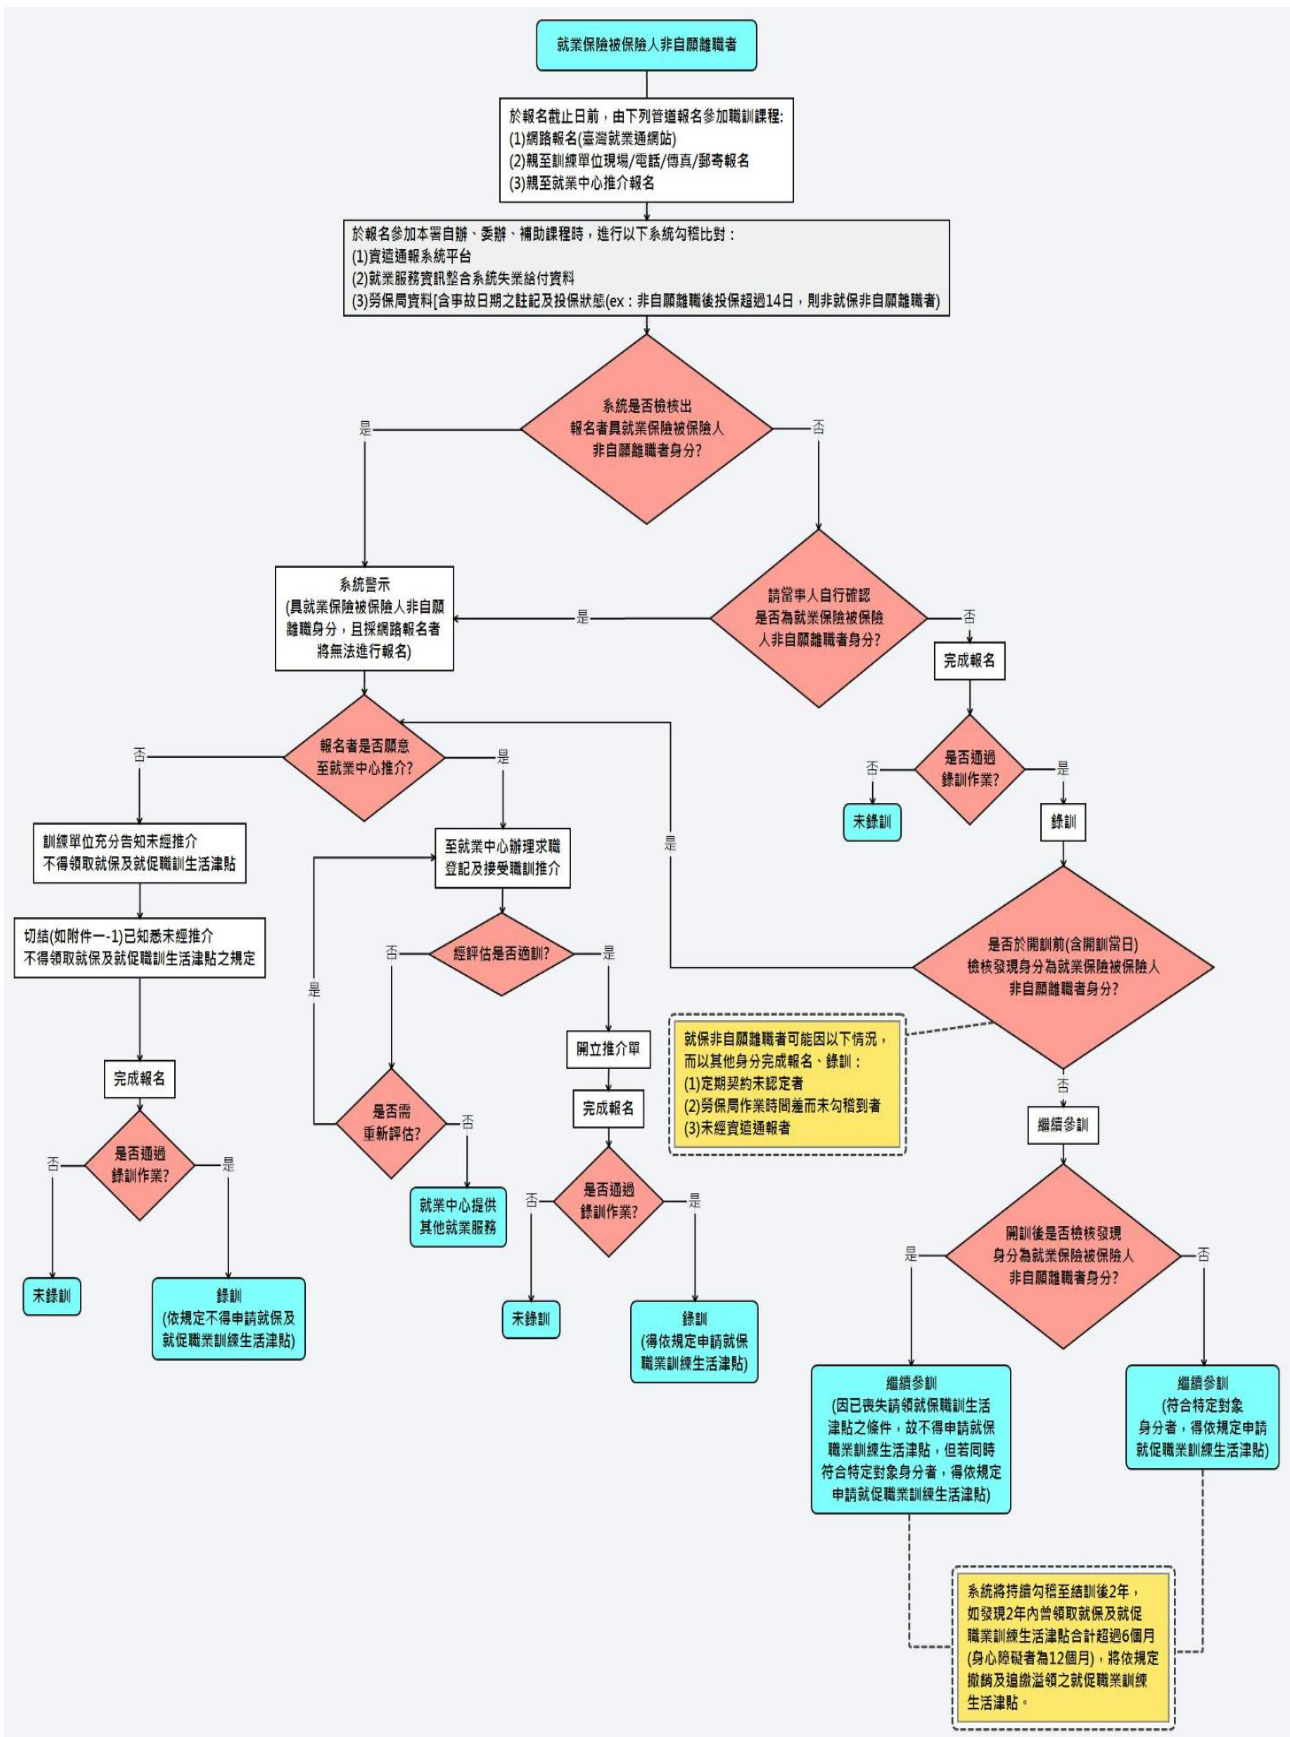 就業保險被保險人非自願離職者
於報名截止日前，由下列管道報名參加職訓課程:
(1)網路報名(臺灣就業通網站)
(2)親至訓練單位現場/電話/傳真/郵寄報名
(3)親至就業中心推介報名
於報名參加本署自辦、委辦、補助課程時，進行以下系統勾稽比對：
(1)資遣通報系統平台
(2)就業服務資訊整合系統失業給付資料
(3)勞保局資料[含事故日期之註記及投保狀態(ex：非自願離職後投保超過14日，則非就保非自願離職者)
系統是否檢核出
報名者具就業保險被保險人
非自願離職者身分?
是
否
系統警示
(具就業保險被保險人非自願
離職身分，且採網路報名者
將無法進行報名)
是
請當事人自行確認
是否為就業保險被保險
人非自願離職者身分?
否
完成報名
報名者是否願意
至就業中心推介?
否
是
是否通過
錄訓作業?
否
是
未錄訓
錄訓
訓練單位充分告知未經推介
不得領取就保及就促職訓生活津貼
至就業中心辦理求職
登記及接受職訓推介
是
切結(如附件一-1)已知悉未經推介
不得領取就保及就促職訓生活津貼之規定
經評估是否適訓?
否
是
是
是否於開訓前(含開訓當日)
檢核發現身分為就業保險被保險人
非自願離職者身分?
否
就保非自願離職者可能因以下情況，
而以其他身分完成報名、錄訓：
(1)定期契約未認定者
(2)勞保局作業時間差而未勾稽到者
(3)未經資遣通報者
開立推介單
完成報名
完成報名
是否需
重新評估?
否
繼續參訓
是否通過
錄訓作業?
否
是
就業中心提供
其他就業服務
是否通過
錄訓作業?
否
是
開訓後是否檢核發現
身分為就業保險被保險人
非自願離職者身分?
是
否
未錄訓
錄訓
(依規定不得申請就保及
就促職業訓練生活津貼)
未錄訓
錄訓
(得依規定申請就保
職業訓練生活津貼)
繼續參訓
(因已喪失請領就保職訓生活
津貼之條件，故不得申請就保
職業訓練生活津貼，但若同時
符合特定對象身分者，得依規定
申請就促職業訓練生活津貼)
繼續參訓
(符合特定對象
身分者，得依規定申請
就促職業訓練生活津貼)
系統將持續勾稽至結訓後2年，
如發現2年內曾領取就保及就促
職業訓練生活津貼合計超過6個月
(身心障礙者為12個月)，將依規定
撤銷及追繳溢領之就促職業訓練
生活津貼。